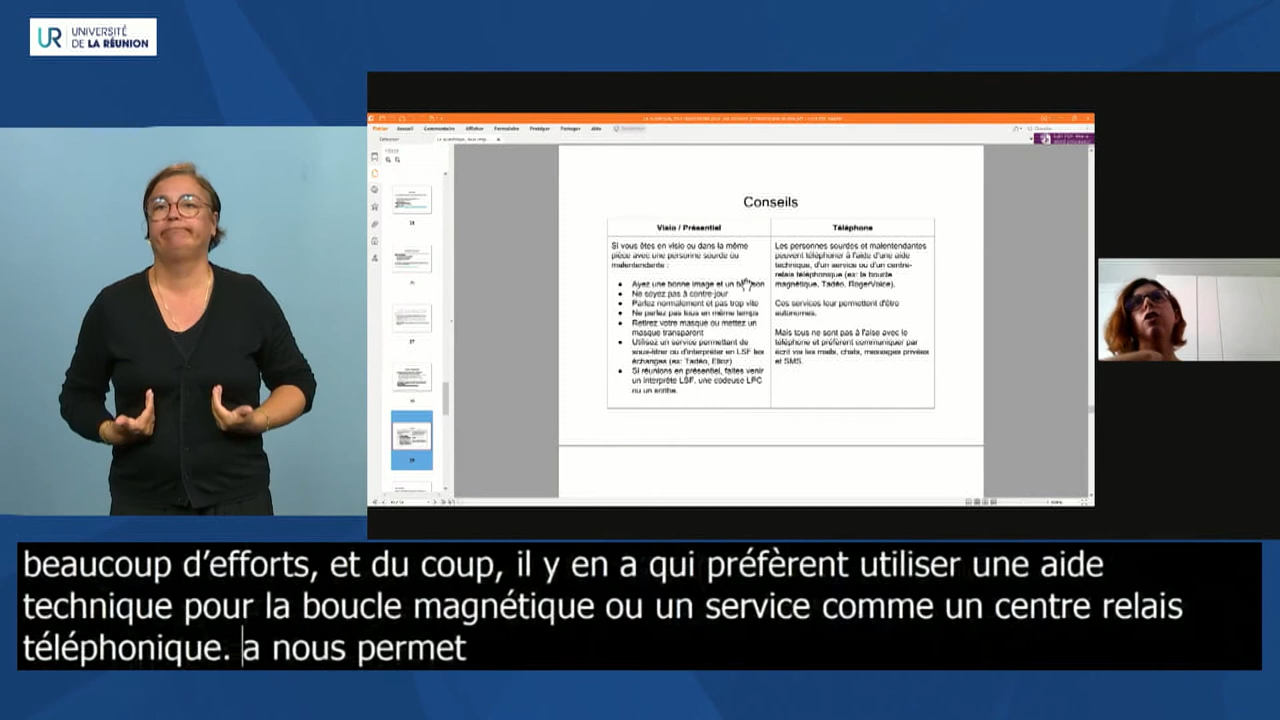 UR UNIVERSITÉ
DE LA RÉUNION
Accueil Commentaire Afficher Formulaire Protéger Partager Aide
Conseils
Visio / Présentiel
Si vous êtes en visio ou dans la même
pièce avec une personne sourde ou
malentendante :
Ayez une bonne image et un
Ne soyez pas à contre-jour
Parlez normalement et pas trop vite
Ne parlez pas tous en même temps
Retirez votre masque ou mettez un
masque transparent
Utilisez un service permettant de
sous-titrer ou d'interpréter en LSF les
échanges (ex: Tadéo, Elioz)
Si réunions en présentiel, faites venir
un interprète LSF, une codeuse LPC
ou un scribe.
Téléphone
Les personnes sourdes et malentendantes
peuvent téléphoner à l'aide d'une aide
technique, d'un service ou d'un centre-
relais téléphonique (ex: la boucle
magnétique, Tadéo, RogerVoice).
Ces services leur permettent d'être
autonomes.
Mais tous ne sont pas à l'aise avec le
téléphone et préfèrent communiquer par
écrit via les mails, chats, messages privées
et SMS.
beaucoup d'efforts, et du coup, il y en a qui préfèrent utiliser une aide
technique pour la boucle magnétique ou un service comme un centre relais
téléphonique. a nous permet